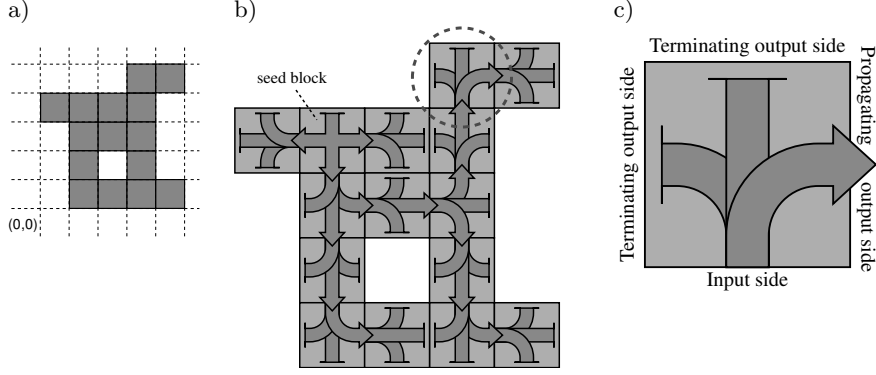 a)
b)
c)
(0,0)
seed block
Terminating output side
Terminating output side
Propagating output side
Input side